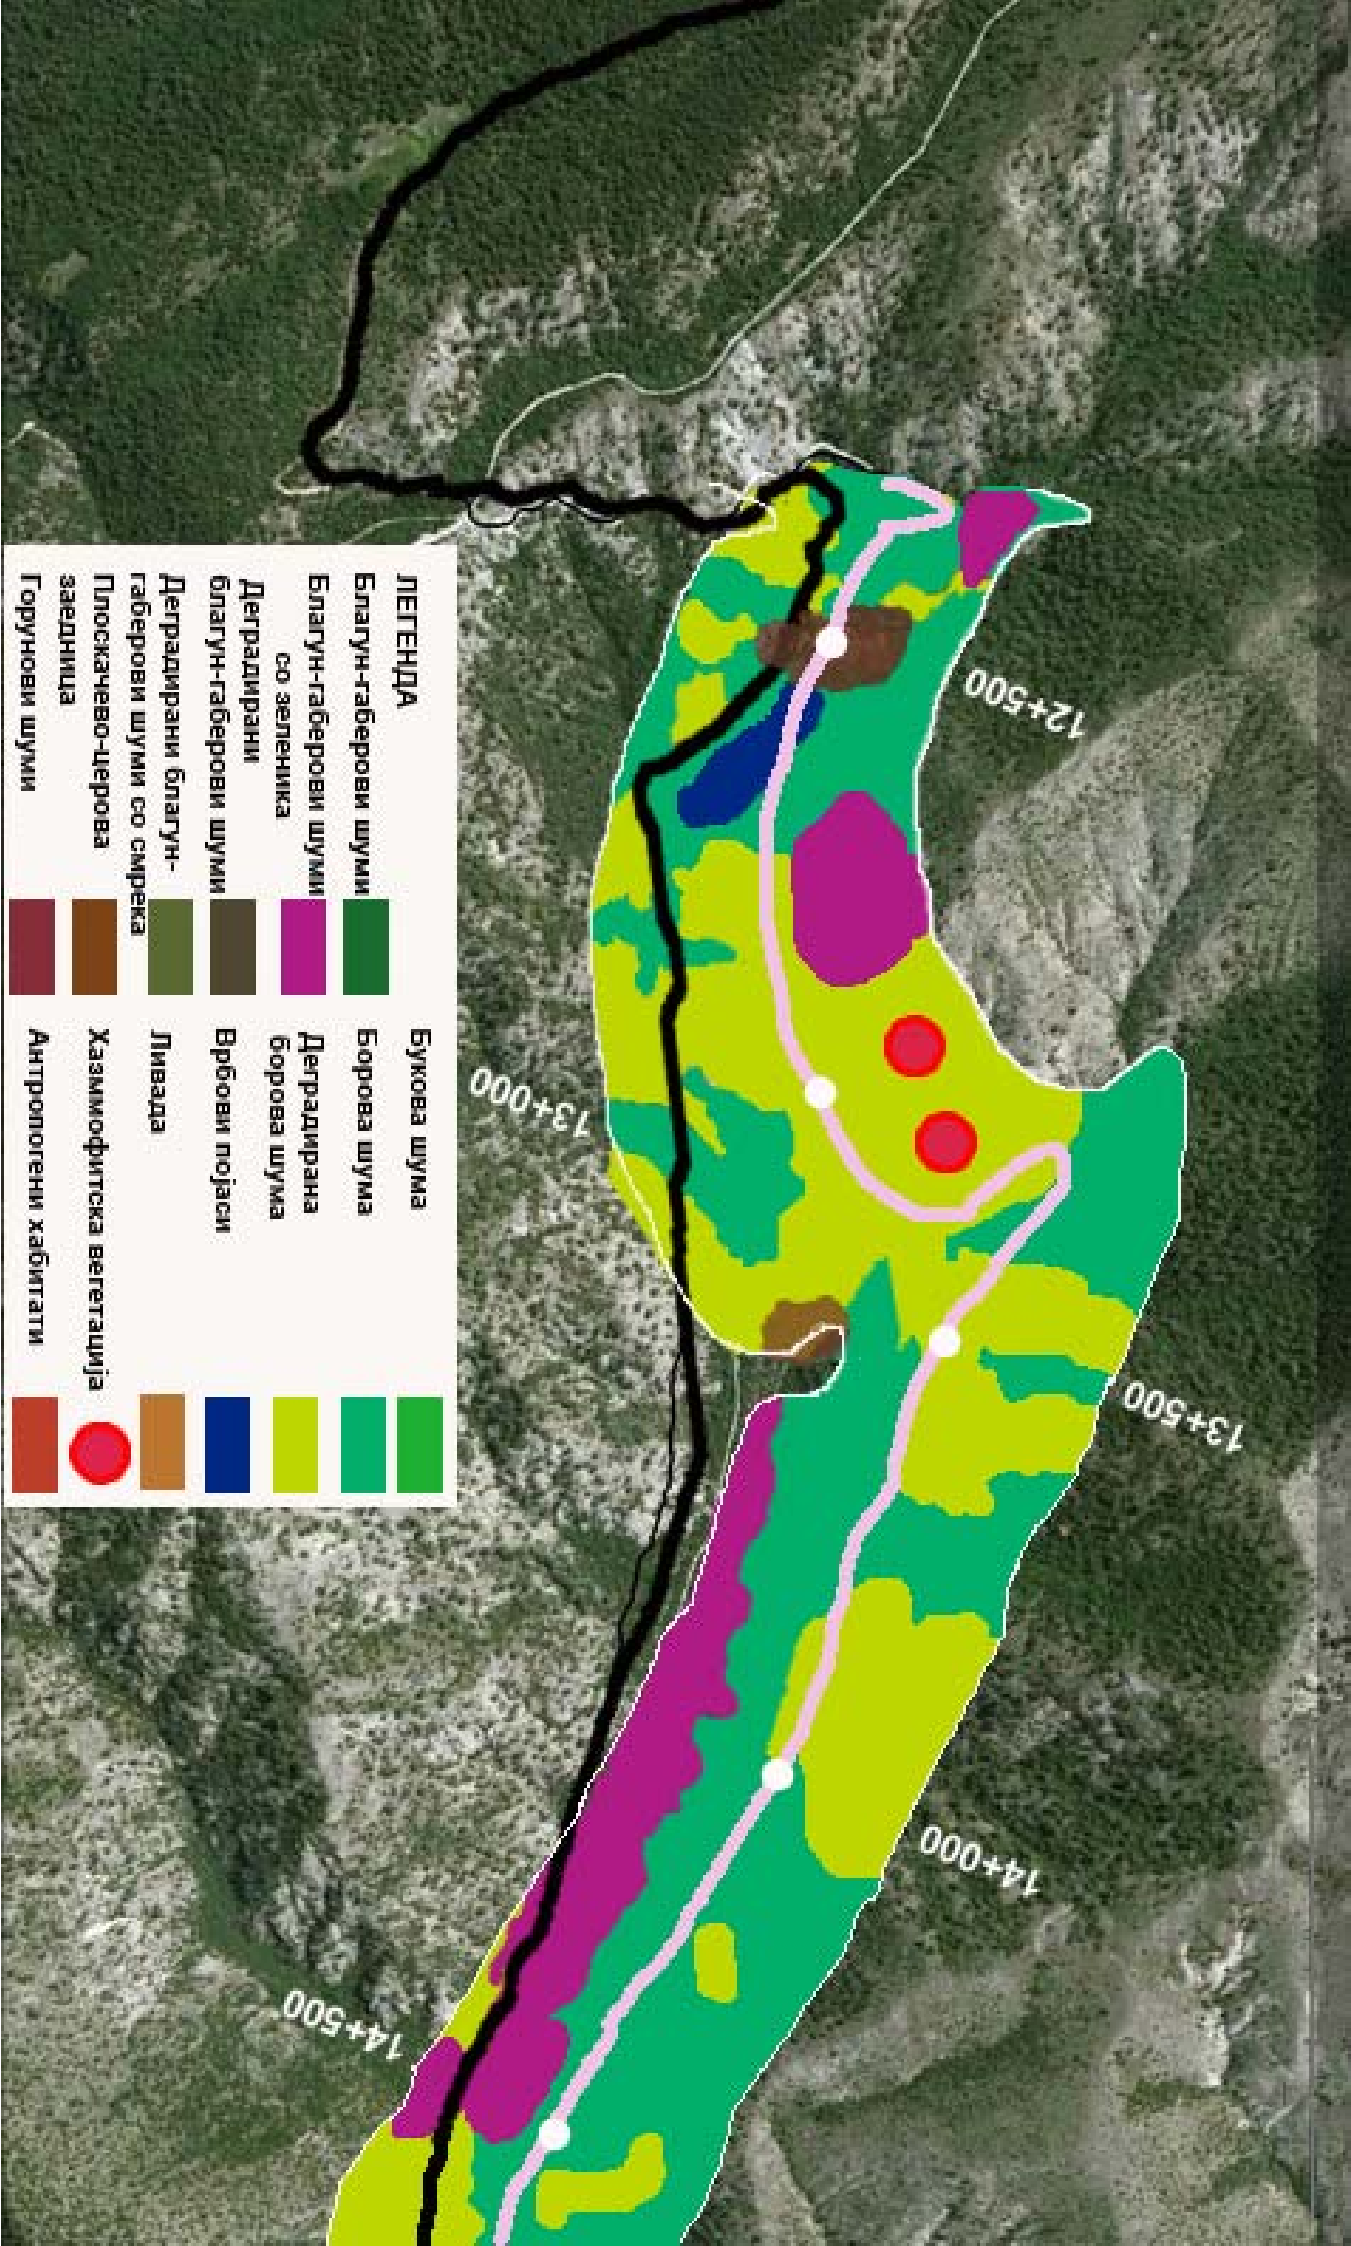 ЛЕГЕНДА
Благун-габерови шуми
Благун-габерови шуми
со зеленика
Деградирани
благун-габерови шуми
Деградирани благун-
габерови шуми со смрека
Плоскачево-церова
заедница
Горунови шуми
Букова шума
Борова шума
Деградирана
борова шума
Врбови појаси
Ливада
Хазмофитска вегетација
Антропогени хабитати
12+500
13+000
13+500
14+000
14+500